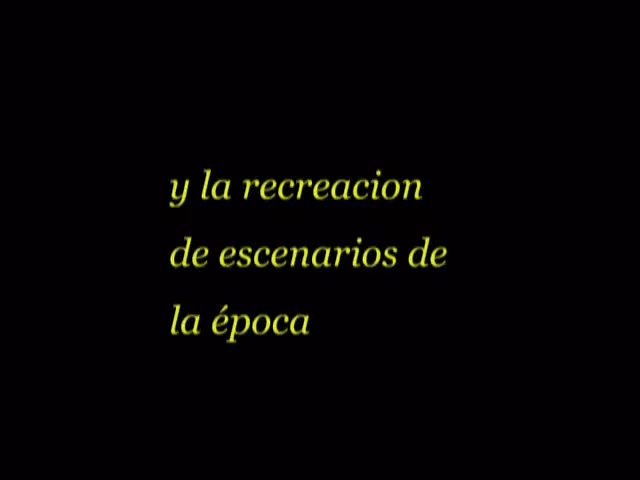 y la recreacion
de escenarios de
la época